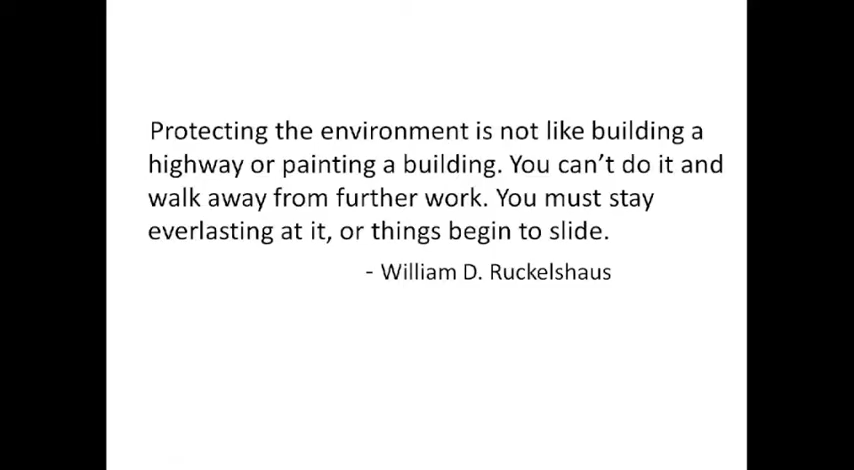 Protecting the environment is not like building a
highway or painting a building. You can’t do it and
walk away from further work. You must stay
everlasting at it, or things begin to slide.
- William D. Ruckelshaus